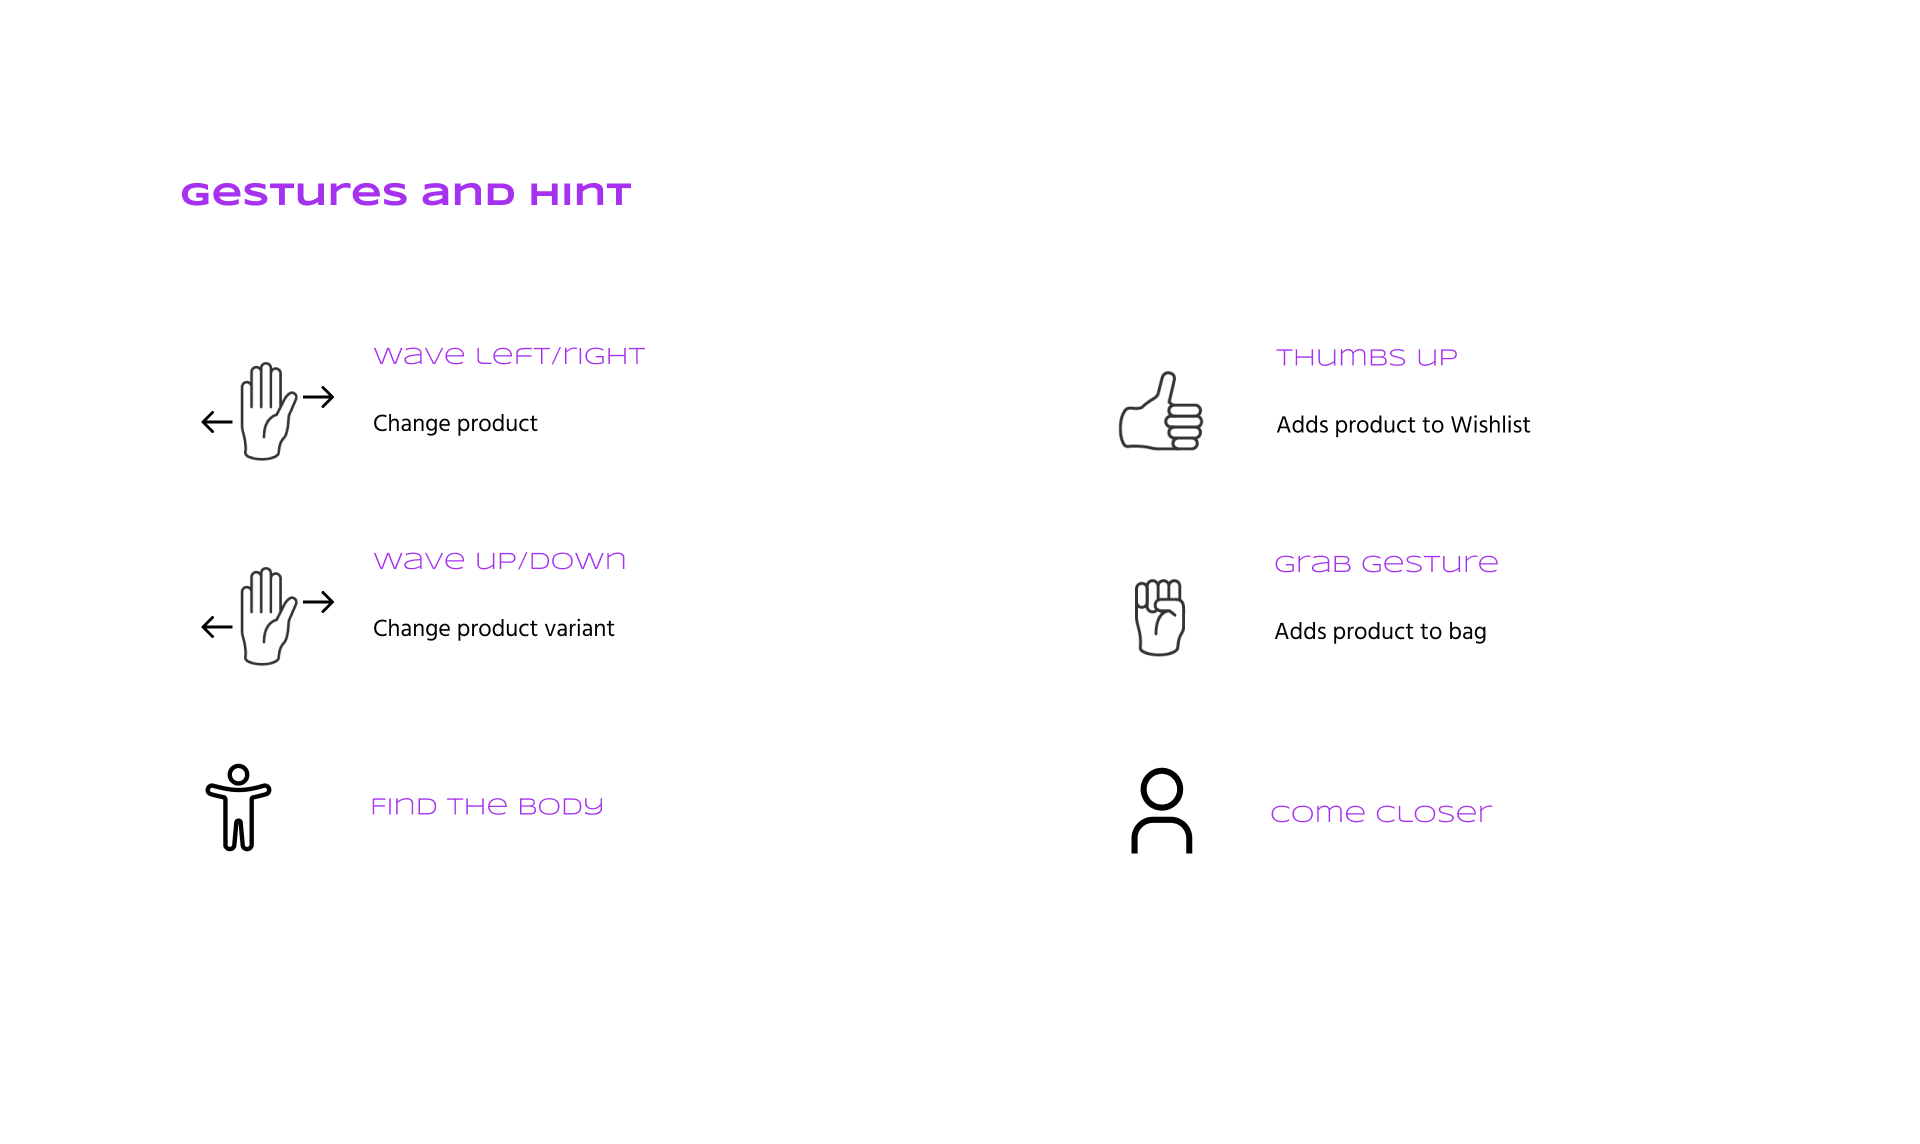 Gestures and Hint
Wave Left/Right
Change product
Wave up/down
Change product variant
Find the body
Thumbs up
Adds product to Wishlist
Grab Gesture
Adds product to bag
Come closer